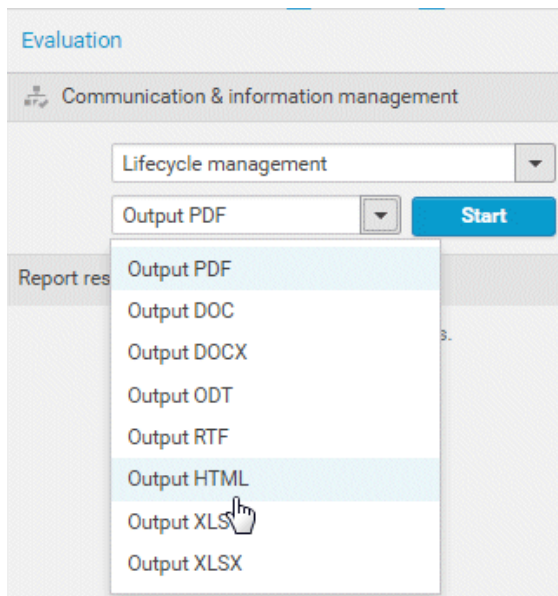 Evaluation
Communication & information management
Lifecycle management
Output PDF
Start
Output PDF
Report res
Output DOC
s.
Output DOCX
Output ODT
Output RTF
Output HTML
Output XLS
Output XLSX